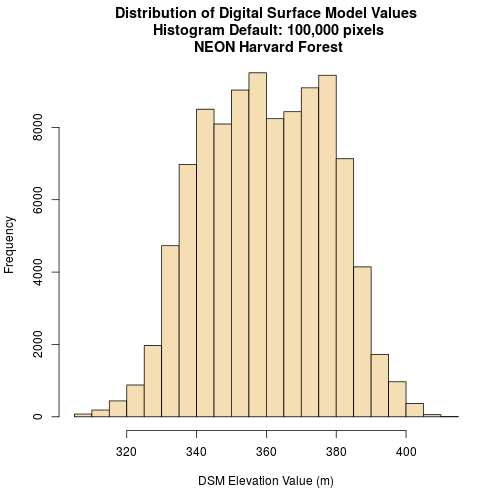 Distribution of Digital Surface Model Values
Histogram Default: 100,000 pixels
NEON Harvard Forest
Frequency
8000
6000
4000
2000
0
320 340 360 380 400
DSM Elevation Value (m)